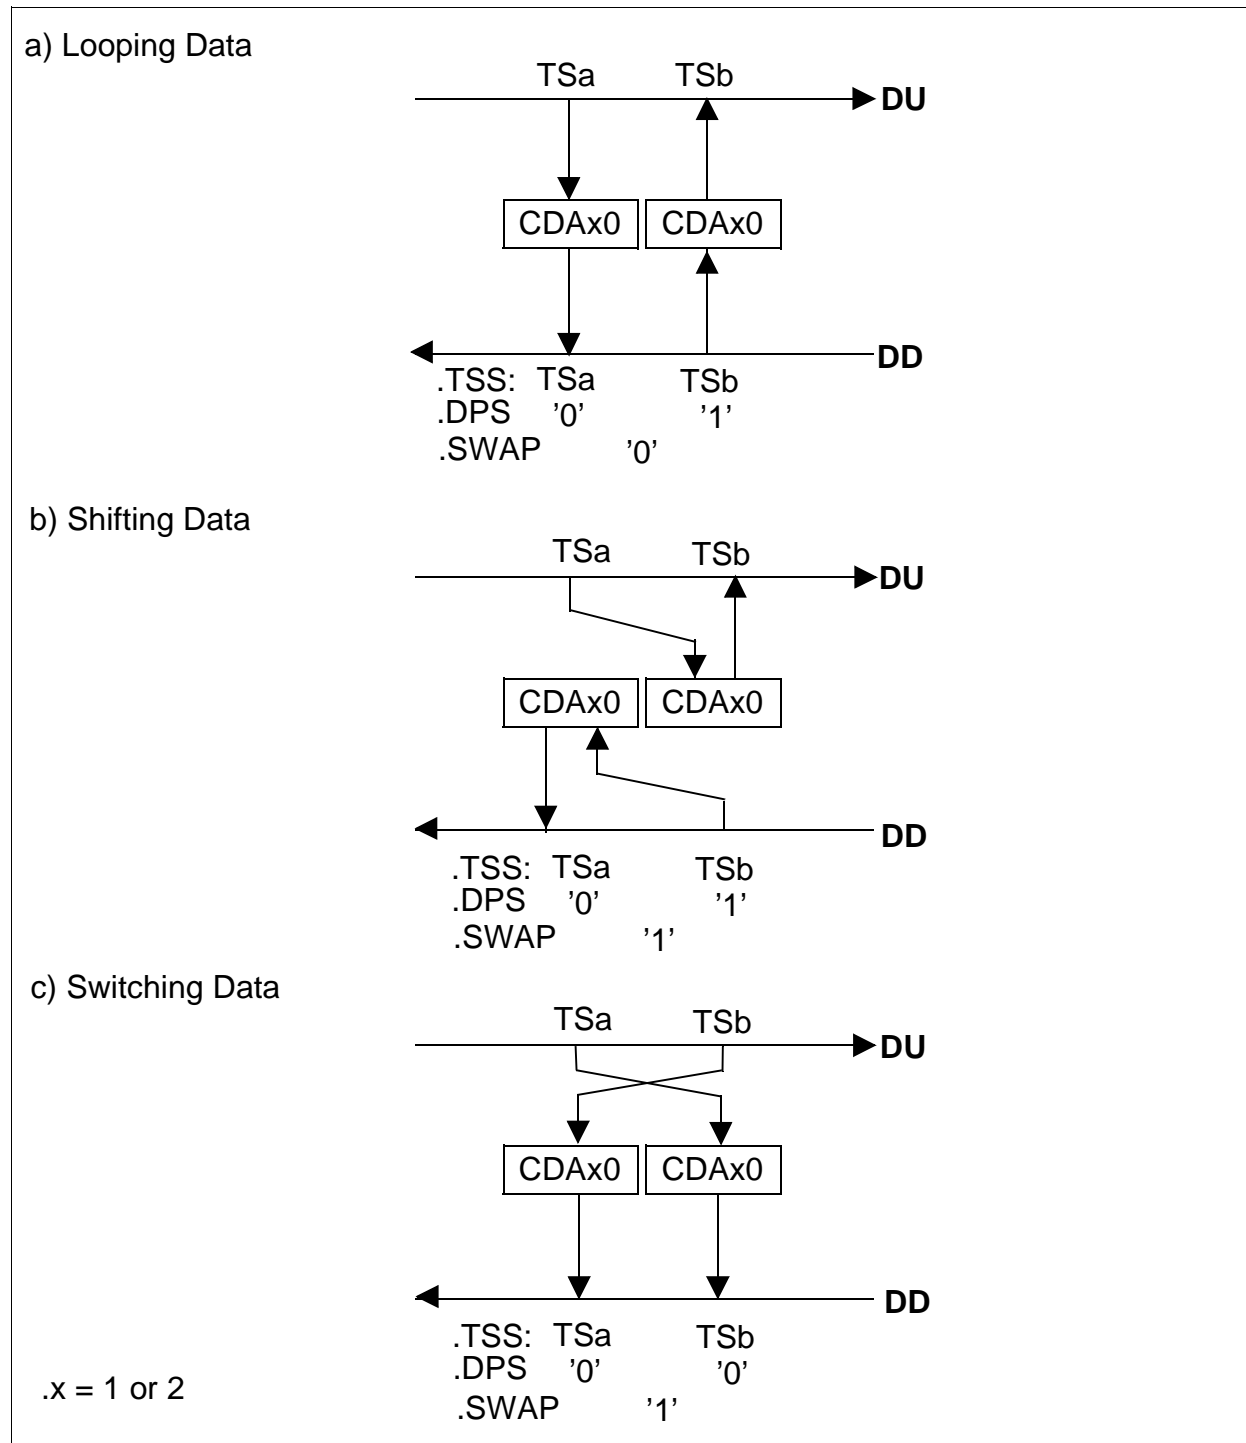 a) Looping Data
TSa TSb
DU
CDAx0 CDAx0
DD
.TSS: TSa TSb
.DPS ’0’ ’1’
.SWAP ’0’
b) Shifting Data
TSa TSb
DU
CDAx0 CDAx0
DD
.TSS: TSa TSb
.DPS ’0’ ’1’
.SWAP ’1’
c) Switching Data
TSa TSb
DU
CDAx0 CDAx0
DD
.TSS: TSa TSb
.DPS ’0’ ’0’
.x = 1 or 2
.SWAP ’1’